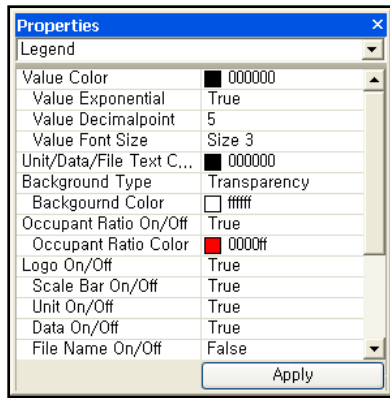 Properties
Legend
Value Color 000000
Value Exponential True
Value Decimalpoint 5
Value Font Size Size 3
Unit/Data/File Text C... 000000
Background Type Transparency
Backgournd Color ffffff
Occupant Ratio On/Off True
Occupant Ratio Color 0000ff
Logo On/Off True
Scale Bar On/Off True
Unit On/Off True
Data On/Off True
File Name On/Off False
Apply